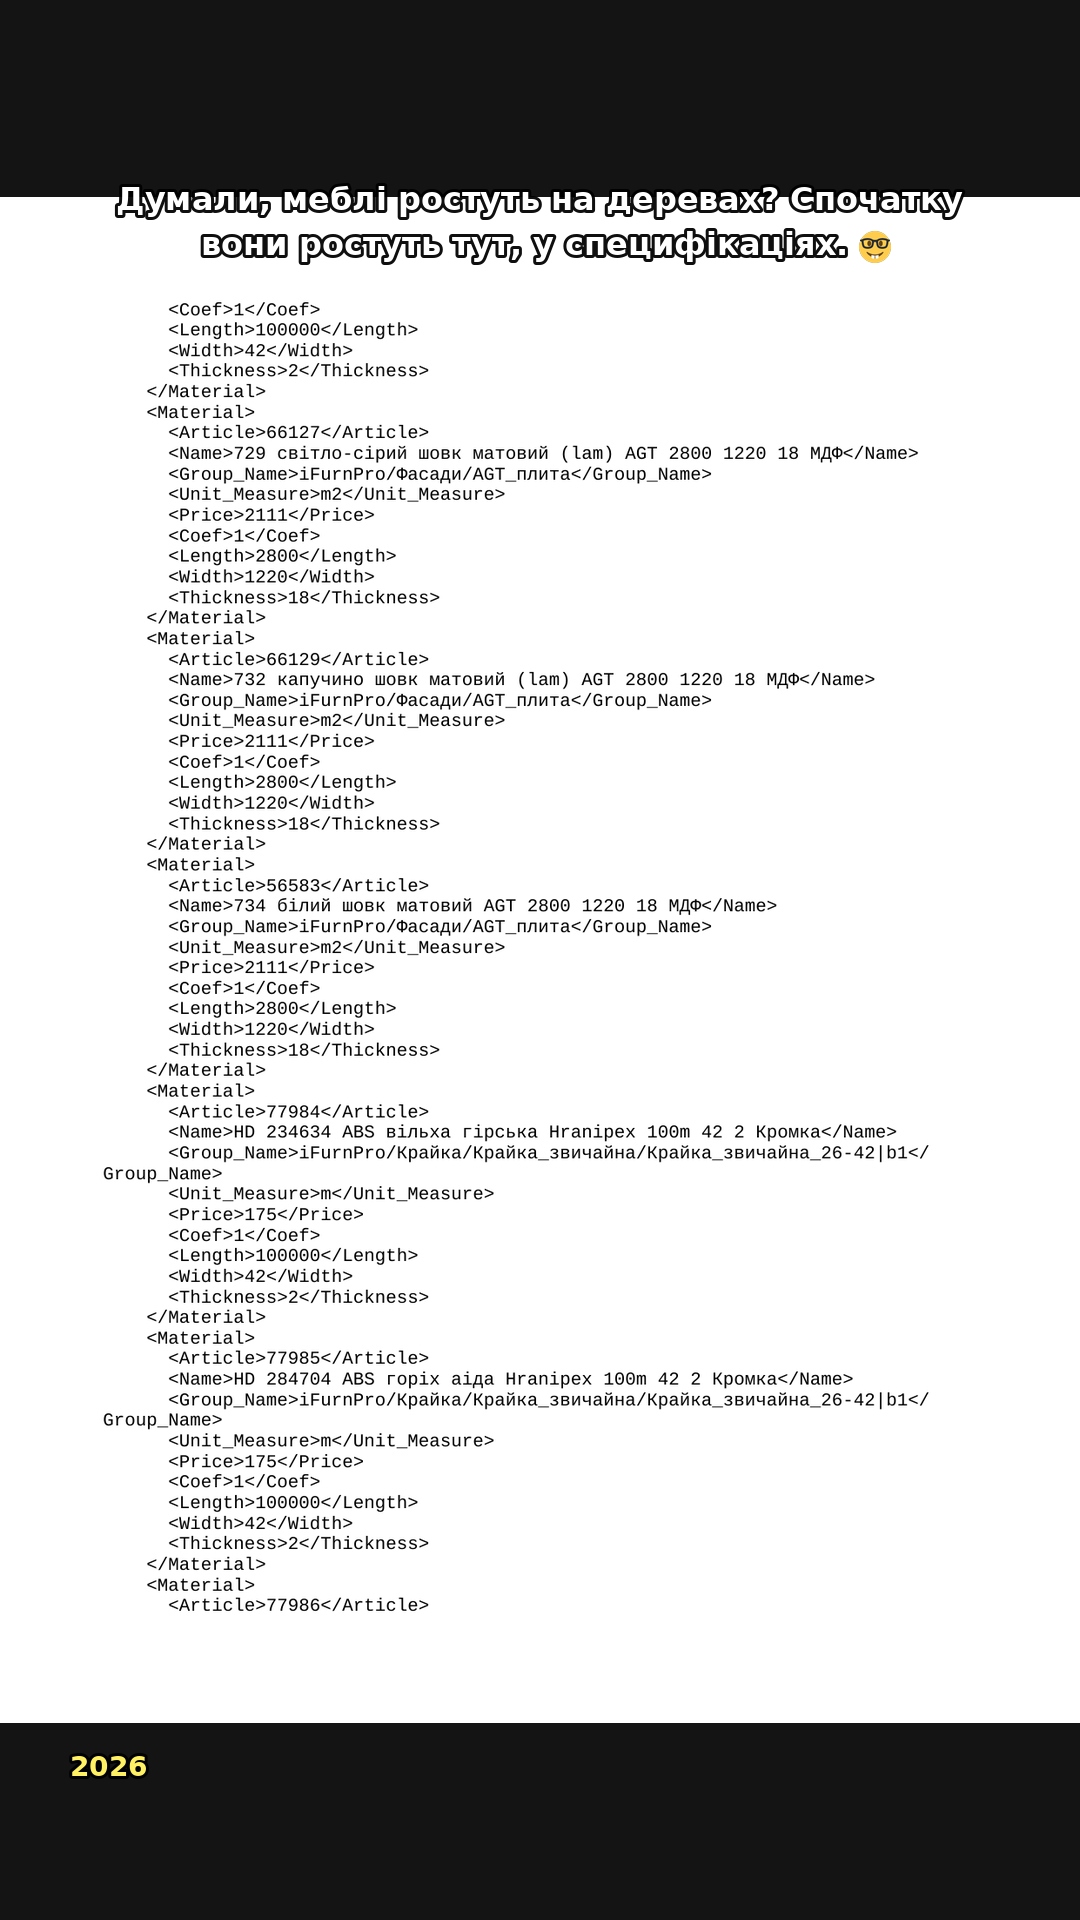 Думали, меблі ростуть на деревах? Спочатку
вони ростуть тут, у специфікаціях. 🤓
<Coef>1</Coef>
<Length>100000</Length>
<Width>42</Width>
<Thickness>2</Thickness>
</Material>
<Material>
<Article>66127</Article>
<Name>729 світло-сірий шовк матовий (lam) AGT 2800 1220 18 МДФ</Name>
<Group_Name>iFurnPro/Фасади/AGT_плита</Group_Name>
<Unit_Measure>m2</Unit_Measure>
<Price>2111</Price>
<Coef>1</Coef>
<Length>2800</Length>
<Width>1220</Width>
<Thickness>18</Thickness>
</Material>
<Material>
<Article>66129</Article>
<Name>732 капучино шовк матовий (lam) AGT 2800 1220 18 МДФ</Name>
<Group_Name>iFurnPro/Фасади/AGT_плита</Group_Name>
<Unit_Measure>m2</Unit_Measure>
<Price>2111</Price>
<Coef>1</Coef>
<Length>2800</Length>
<Width>1220</Width>
<Thickness>18</Thickness>
</Material>
<Material>
<Article>56583</Article>
<Name>734 білий шовк матовий AGT 2800 1220 18 МДФ</Name>
<Group_Name>iFurnPro/Фасади/AGT_плита</Group_Name>
<Unit_Measure>m2</Unit_Measure>
<Price>2111</Price>
<Coef>1</Coef>
<Length>2800</Length>
<Width>1220</Width>
<Thickness>18</Thickness>
</Material>
<Material>
<Article>77984</Article>
<Name>HD 234634 ABS вільха гірська Hranipex 100m 42 2 Кромка</Name>
<Group_Name>iFurnPro/Крайка/Крайка_звичайна/Крайка_звичайна_26-42|b1</
Group_Name>
<Unit_Measure>m</Unit_Measure>
<Price>175</Price>
<Coef>1</Coef>
<Length>100000</Length>
<Width>42</Width>
<Thickness>2</Thickness>
</Material>
<Material>
<Article>77985</Article>
<Name>HD 284704 ABS горіх аіда Hranipex 100m 42 2 Кромка</Name>
<Group_Name>iFurnPro/Крайка/Крайка_звичайна/Крайка_звичайна_26-42|b1</
Group_Name>
<Unit_Measure>m</Unit_Measure>
<Price>175</Price>
<Coef>1</Coef>
<Length>100000</Length>
<Width>42</Width>
<Thickness>2</Thickness>
</Material>
<Material>
<Article>77986</Article>
2026